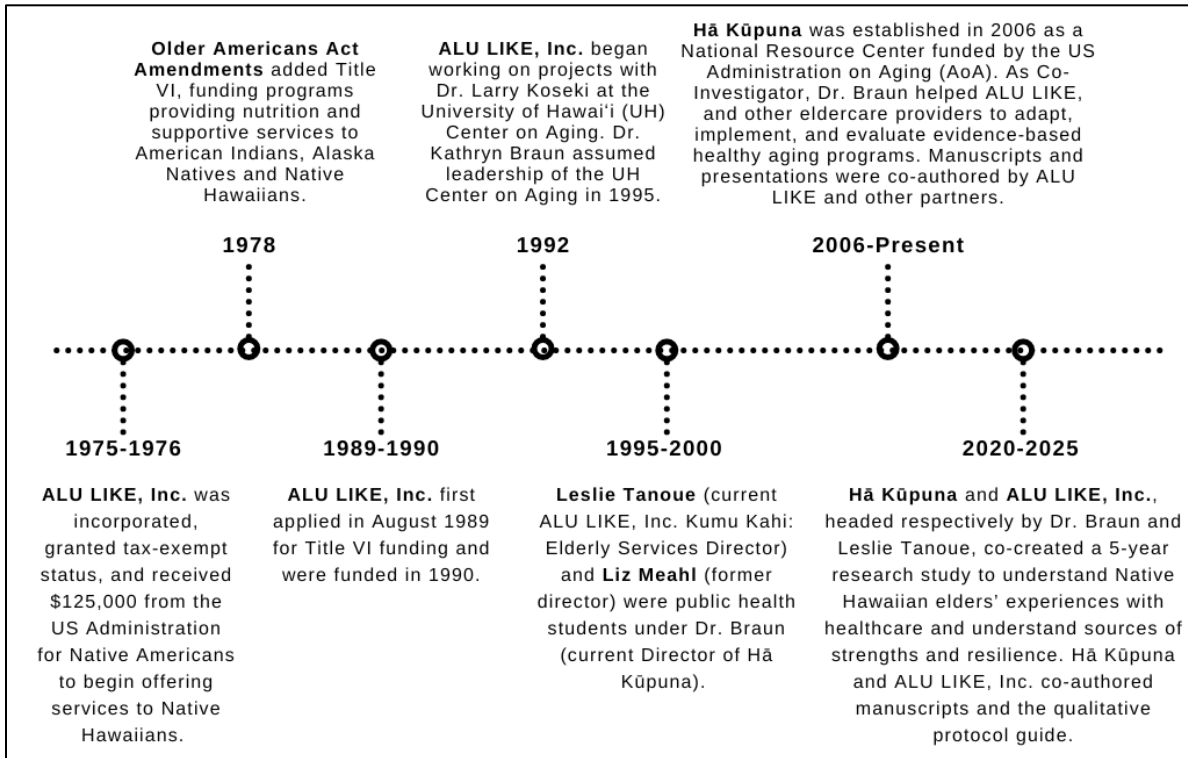 Older Americans Act
Amendments added Title
VI, funding programs
providing nutrition and
supportive services to
American Indians, Alaska
Natives and Native
Hawaiians.
ALU LIKE, Inc. began
working on projects with
Dr. Larry Koseki at the
University of Hawai'i (UH)
Center on Aging. Dr.
Kathryn Braun assumed
leadership of the UH
Center on Aging in 1995.
Hā Kūpuna was established in 2006 as a
National Resource Center funded by the US
Administration on Aging (AoA). As Co-
Investigator, Dr. Braun helped ALU LIKE,
and other eldercare providers to adapt,
implement, and evaluate evidence-based
healthy aging programs. Manuscripts and
presentations were co-authored by ALU
LIKE and other partners.
1978
1992
2006-Present
1975-1976
1989-1990
1995-2000
2020-2025
ALU LIKE, Inc. was
incorporated,
granted tax-exempt
status, and received
$125,000 from the
US Administration
for Native Americans
to begin offering
services to Native
Hawaiians.
ALU LIKE, Inc. first
applied in August 1989
for Title VI funding and
were funded in 1990.
Leslie Tanoue (current
ALU LIKE, Inc. Kumu Kahi:
Elderly Services Director)
and Liz Meahl (former
director) were public health
students under Dr. Braun
(current Director of Hā
Kūpuna).
Hā Kūpuna and ALU LIKE, Inc.,
headed respectively by Dr. Braun and
Leslie Tanoue, co-created a 5-year
research study to understand Native
Hawaiian elders' experiences with
healthcare and understand sources of
strengths and resilience. Hā Kūpuna
and ALU LIKE, Inc. co-authored
manuscripts and the qualitative
protocol guide.